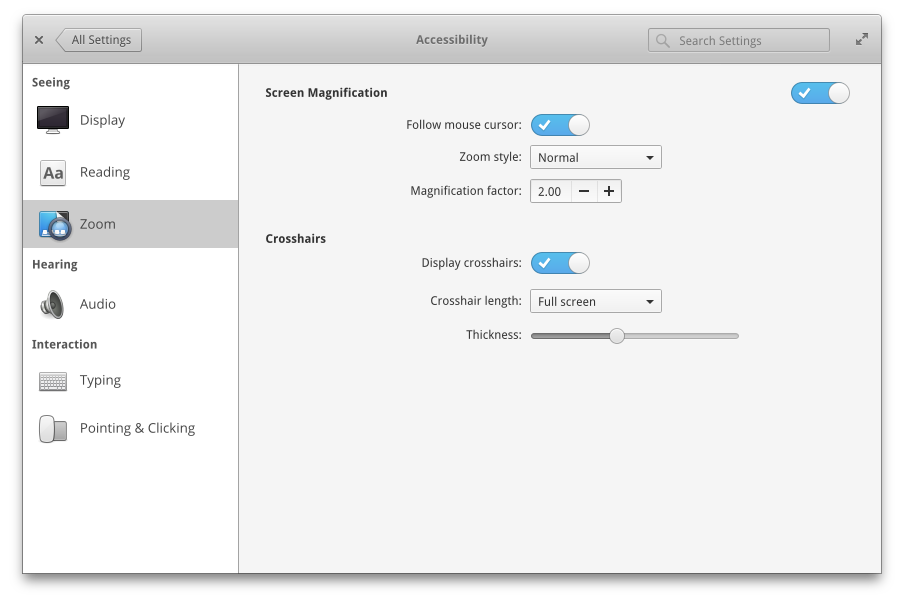 All Settings
Accessibility
Search Settings
Seeing
Display
Aa
Reading
Zoom
Hearing
Audio
Interaction
Typing
Pointing & Clicking
Screen Magnification
Follow mouse cursor:
Zoom style: Normal
Magnification factor: 2.00
Crosshairs
Display crosshairs:
Crosshair length: Full screen
Thickness: